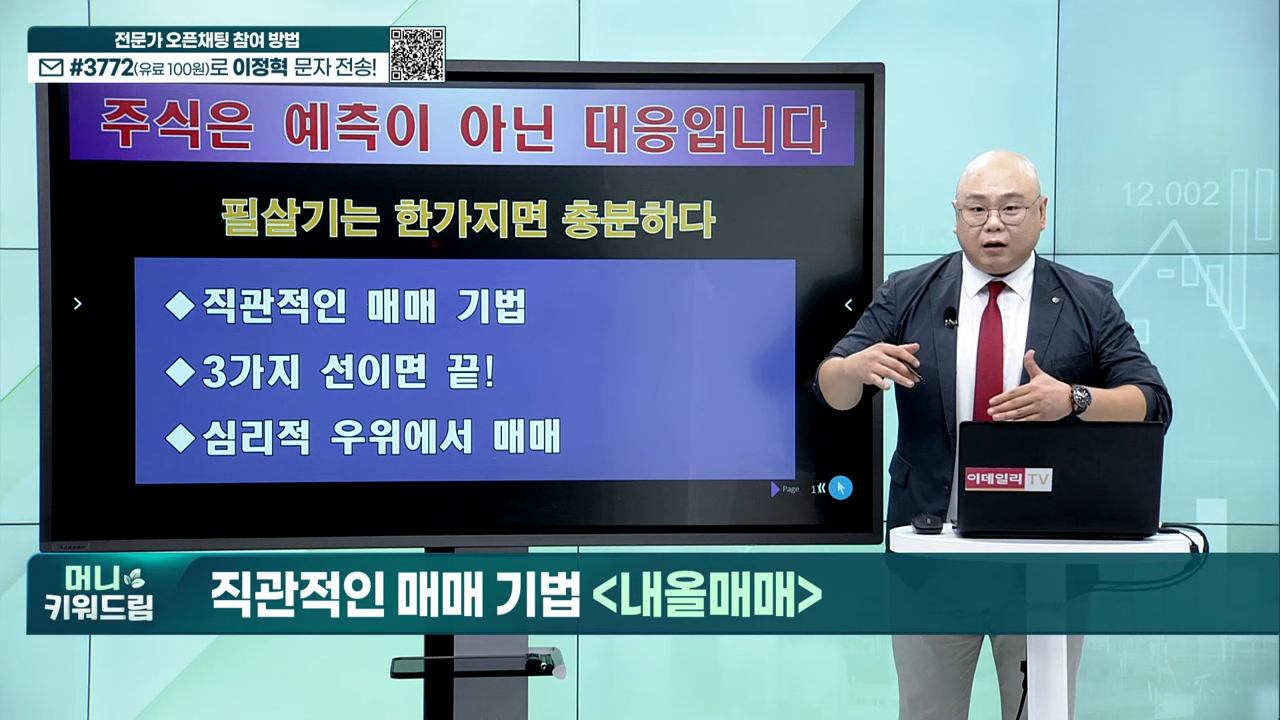 전문가 오픈채팅 참여 방법
#3772(유료 100원)로 이정혁 문자 전송!
주식은 예측이 아닌 대응입니다
필살기는 한가지면 충분하다
◆직관적인 매매 기법
◆3가지 선이면 끝!
◆심리적 우위에서 매매
Page 1
12.002
이데일리TV
머니 키워드림
직관적인 매매 기법 <내올매매>